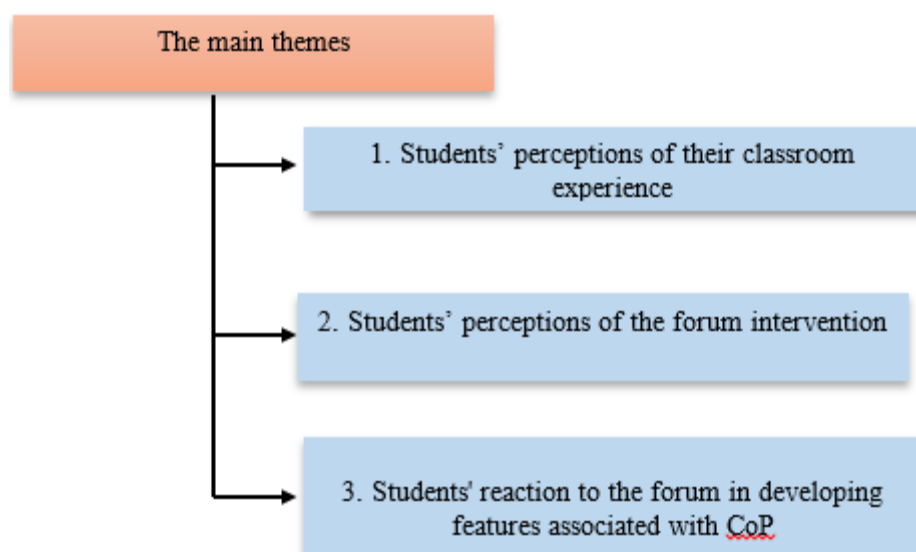 The main themes
1. Students’ perceptions of their classroom
experience
2. Students’ perceptions of the forum intervention
3. Students' reaction to the forum in developing
features associated with CoP